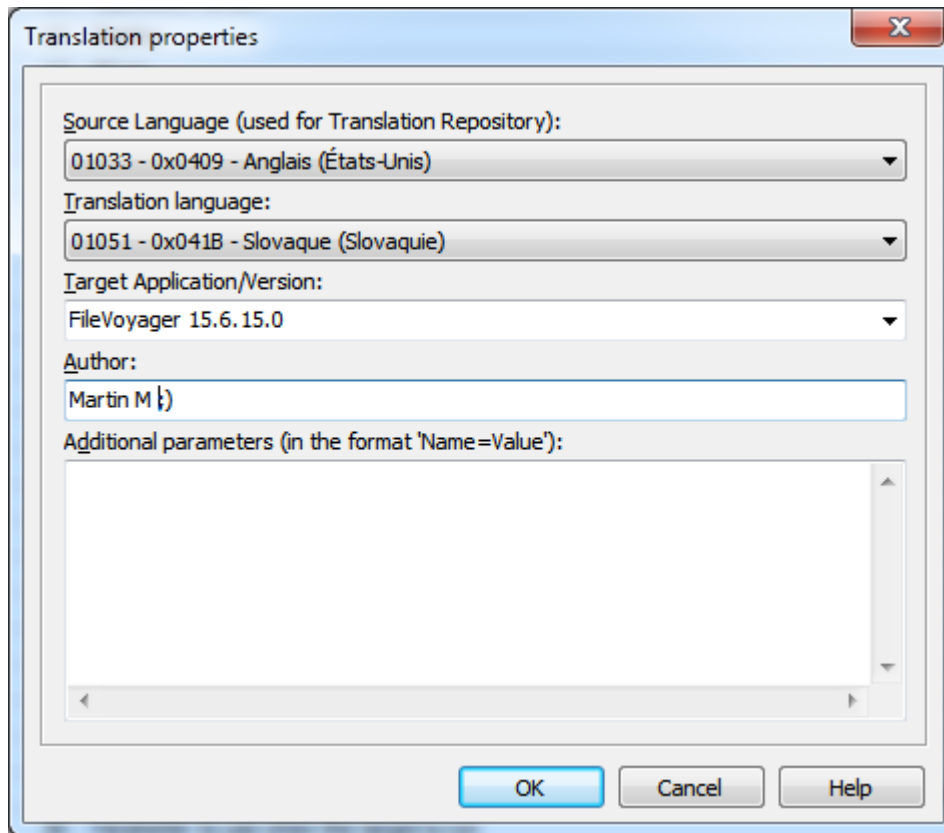 Translation properties
Source Language (used for Translation Repository):
01033 - 0x0409 - Anglais (États-Unis)
Translation language:
01051 - 0x041B - Slovaque (Slovaquie)
Target Application/Version:
FileVoyager 15.6.15.0
Author:
Martin M ;)
Additional parameters (in the format 'Name=Value'):
OK Cancel Help